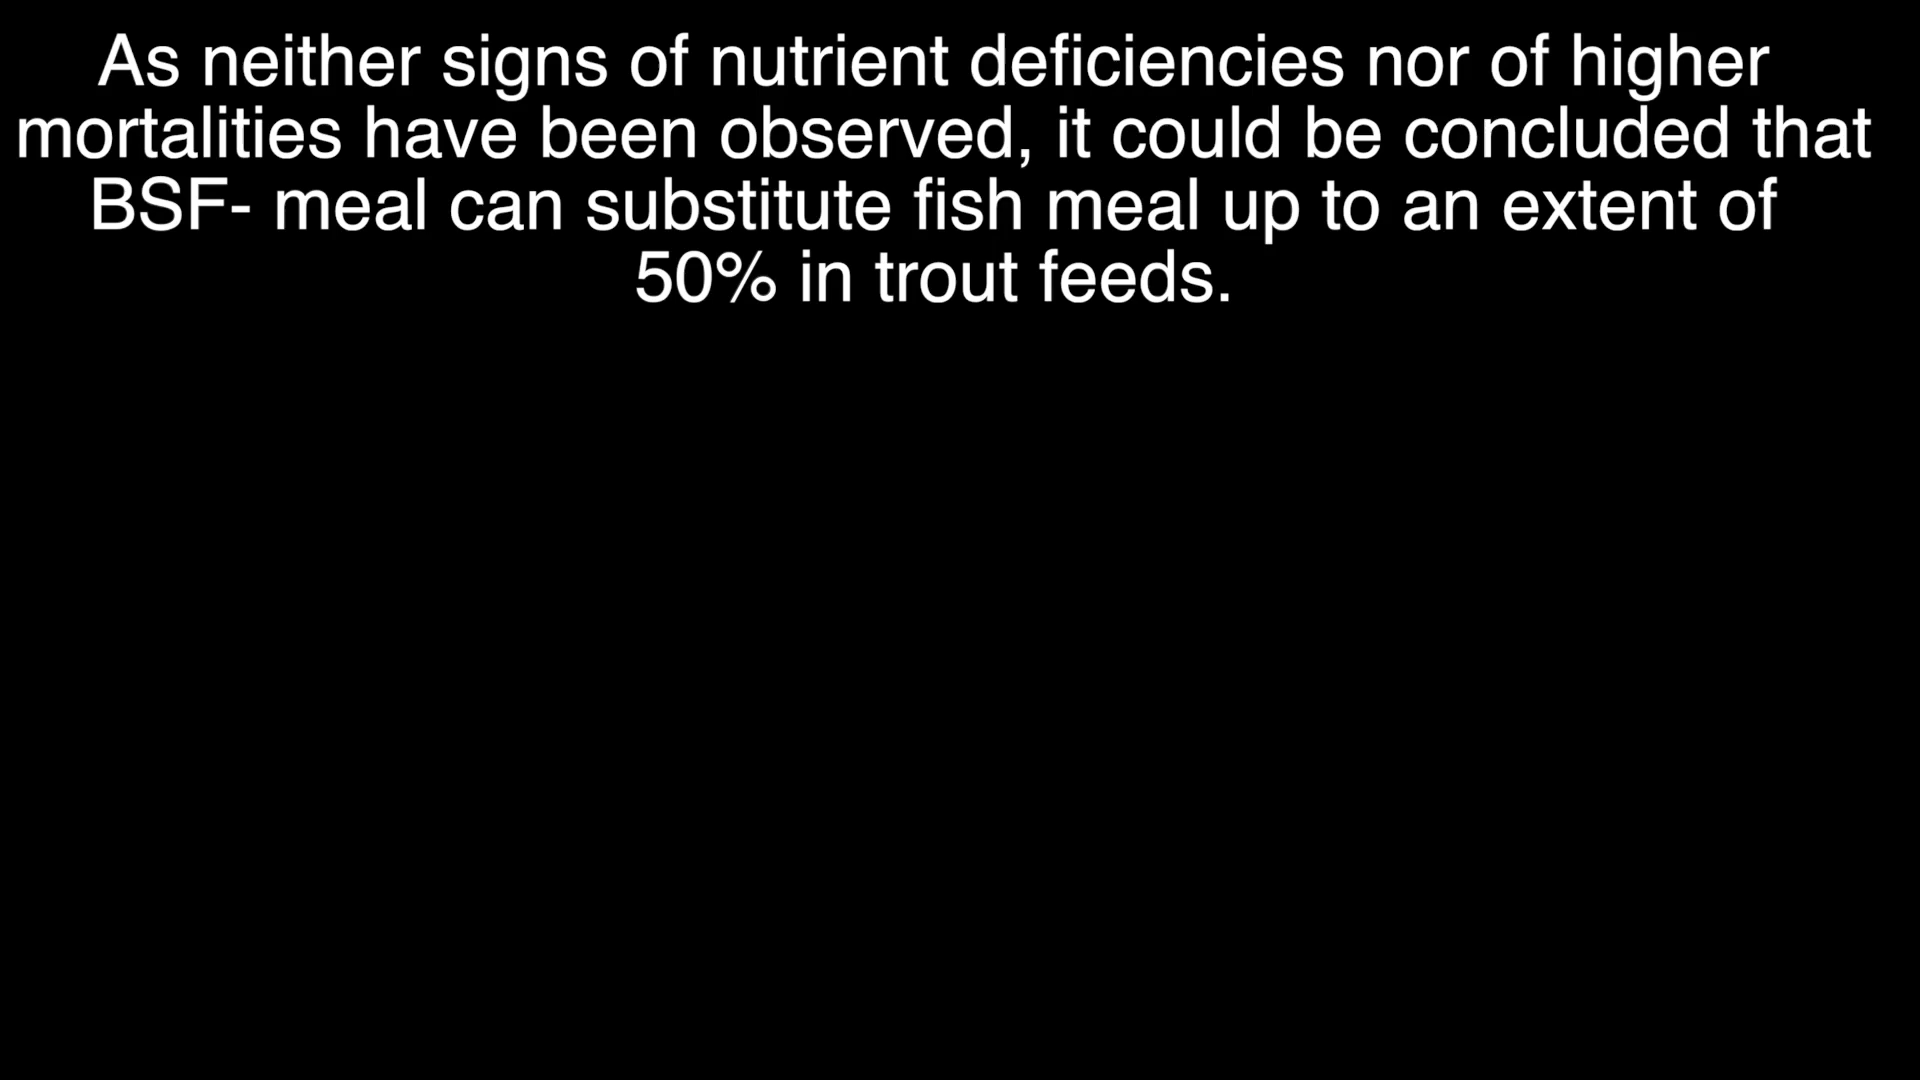 As neither signs of nutrient deficiencies nor of higher
mortalities have been observed, it could be concluded that
BSF- meal can substitute fish meal up to an extent of
50% in trout feeds.